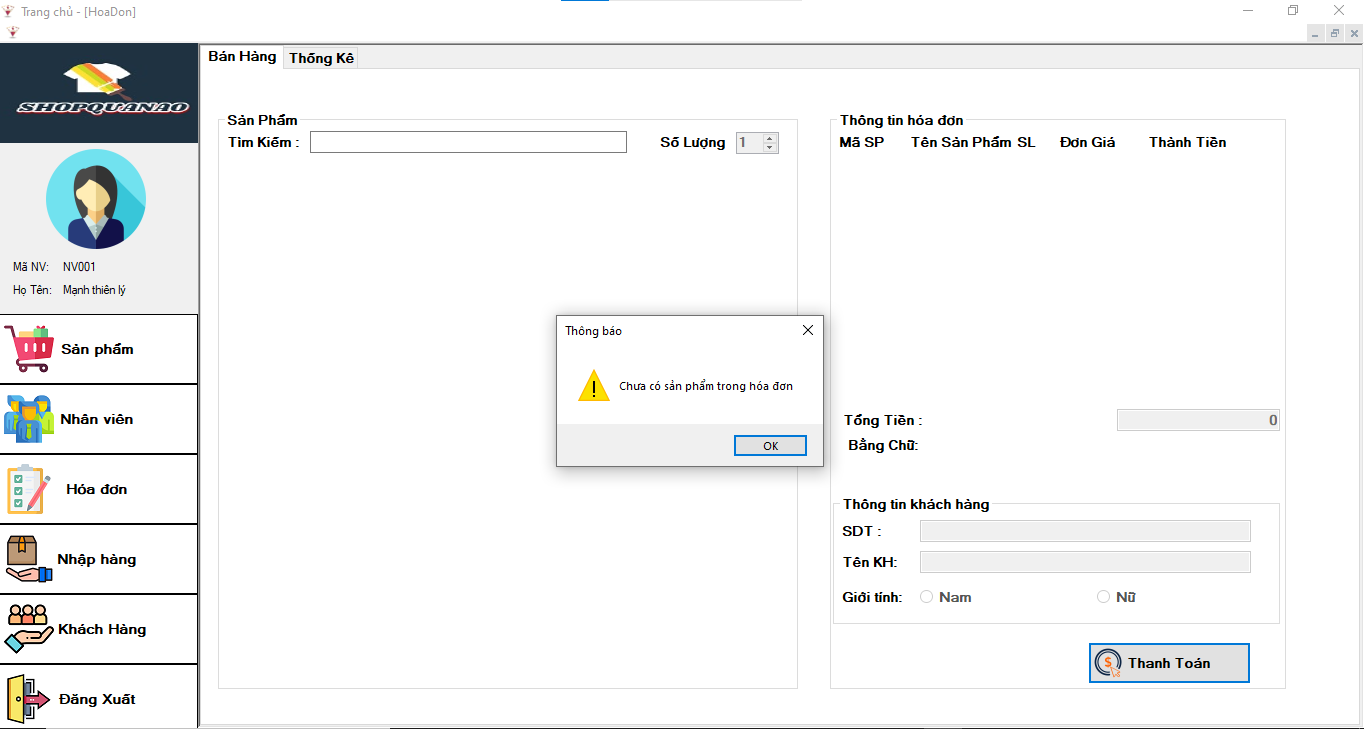 Trang chủ - [HoaDon]
SHOPQUANAO
Mã NV: NV001
Họ Tên: Mạnh thiên lý
Sản phẩm
Nhân viên
Hóa đơn
Nhập hàng
Khách Hàng
Đăng Xuất
Bán Hàng Thống Kê
Sản Phẩm
Tìm Kiếm : Số Lượng 1
Thông báo
Chưa có sản phẩm trong hóa đơn
OK
Thông tin hóa đơn
Mã SP Tên Sản Phẩm SL Đơn Giá Thành Tiền
Tổng Tiền : 0
Bằng Chữ:
Thông tin khách hàng
SDT :
Tên KH:
Giới tính: Nam Nữ
Thanh Toán